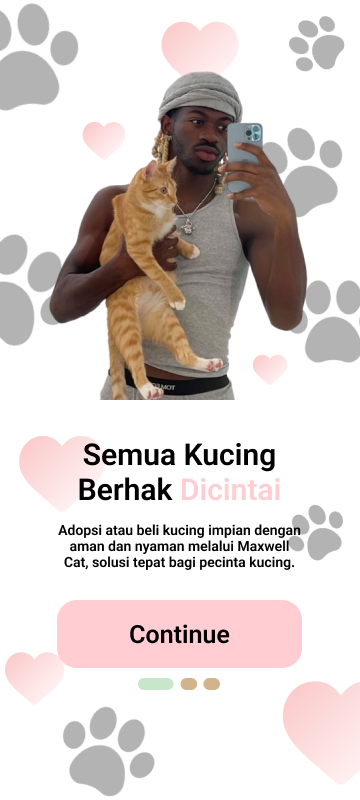 Semua Kucing
Berhak Dicintai
Adopsi atau beli kucing impian dengan
aman dan nyaman melalui Maxwell
Cat, solusi tepat bagi pecinta kucing.
Continue